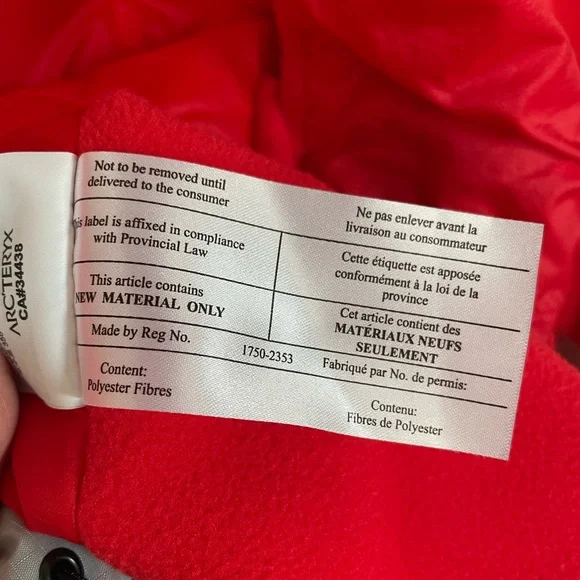 ARC'TERYX
CA#34438
Not to be removed until
delivered to the consumer
Ne pas enlever avant la
livraison au consommateur
label is affixed in compliance
with Provincial Law
Cette étiquette est apposée
conformément à la loi de la
province
This article contains
NEW MATERIAL ONLY
Cet article contient des
MATÉRIAUX NEUFS
SEULEMENT
Made by Reg No.
1750-2353
Fabriqué par No. de permis:
Content:
Polyester Fibres
Contenu:
Fibres de Polyester